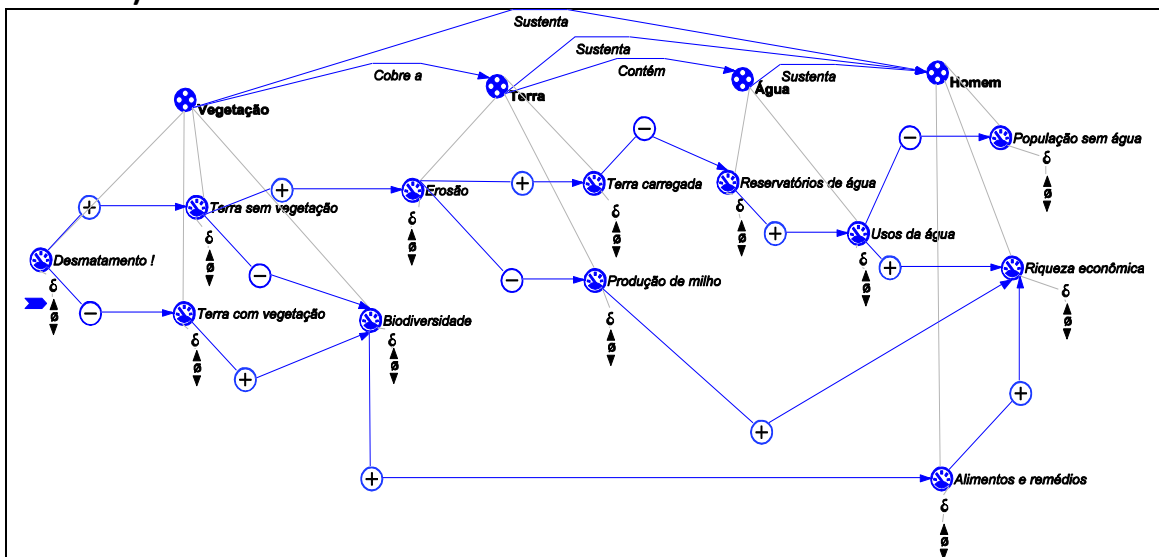 Sustenta
Sustenta
Cobre a
Contém
Sustenta
Vegetação
Terra
Água
Homem
−
−
População sem água
δ
▲
ø
▼
+
+
+
Terra sem vegetação
Erosão
Terra carregada
Reservatórios de água
δ
▲
ø
▼
δ
▲
ø
▼
δ
▲
ø
▼
δ
▲
ø
▼
+
Usos da água
δ
▲
ø
▼
Desmatamento !
δ
▲
ø
▼
−
−
Produção de milho
δ
▲
ø
▼
+
Riqueza econômica
δ
▲
ø
▼
−
Terra com vegetação
δ
▲
ø
▼
Biodiversidade
δ
▲
ø
▼
+
+
+
+
Alimentos e remédios
δ
▲
ø
▼